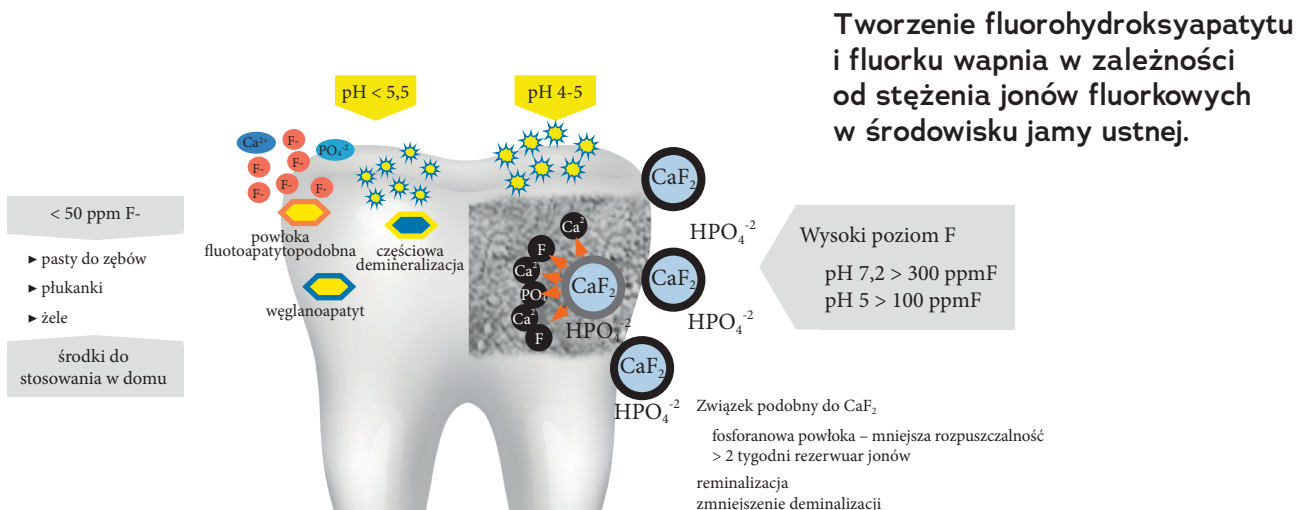 Tworzenie fluorohydroksyapatytu
i fluorku wapnia w zależności
od stężenia jonów fluorkowych
w środowisku jamy ustnej.
pH < 5,5
pH 4-5
Ca²⁺
F-
PO₄⁻²
F-
F-
F-
F-
F-
F-
< 50 ppm F-
▸ pasty do zębów
▸ płukanki
▸ żele
środki do
stosowania w domu
powłoka
fluotoapatytopodobna
częściowa
demineralizacja
węglanoapatyt
Ca²
F
Ca²
PO₄
Ca²
F
CaF₂
HPO₄⁻²
CaF₂
HPO₄⁻²
CaF₂
HPO₄⁻²
CaF₂
HPO₄⁻²
Wysoki poziom F
pH 7,2 > 300 ppmF
pH 5 > 100 ppmF
Związek podobny do CaF₂
fosforanowa powłoka – mniejsza rozpuszczalność
> 2 tygodni rezerwuar jonów
reminalizacja
zmniejszenie deminalizacji